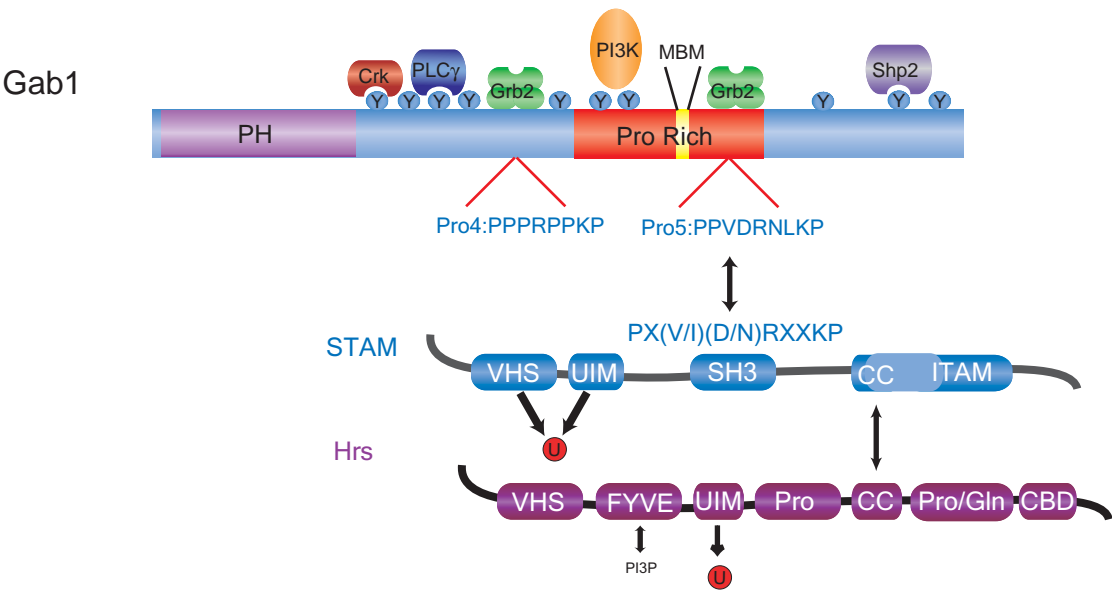 Gab1
Crk
PLCγ
Grb2
PI3K
MBM
Grb2
Shp2
Y Y Y Y Y Y Y Y Y Y
PH
Pro Rich
Pro4:PPPRPPKP
Pro5:PPVDRNLKP
PX(V/I)(D/N)RXXKP
STAM
VHS
UIM
SH3
CC
ITAM
U
Hrs
VHS
FYVE
UIM
Pro
CC
Pro/Gln
CBD
PI3P
U